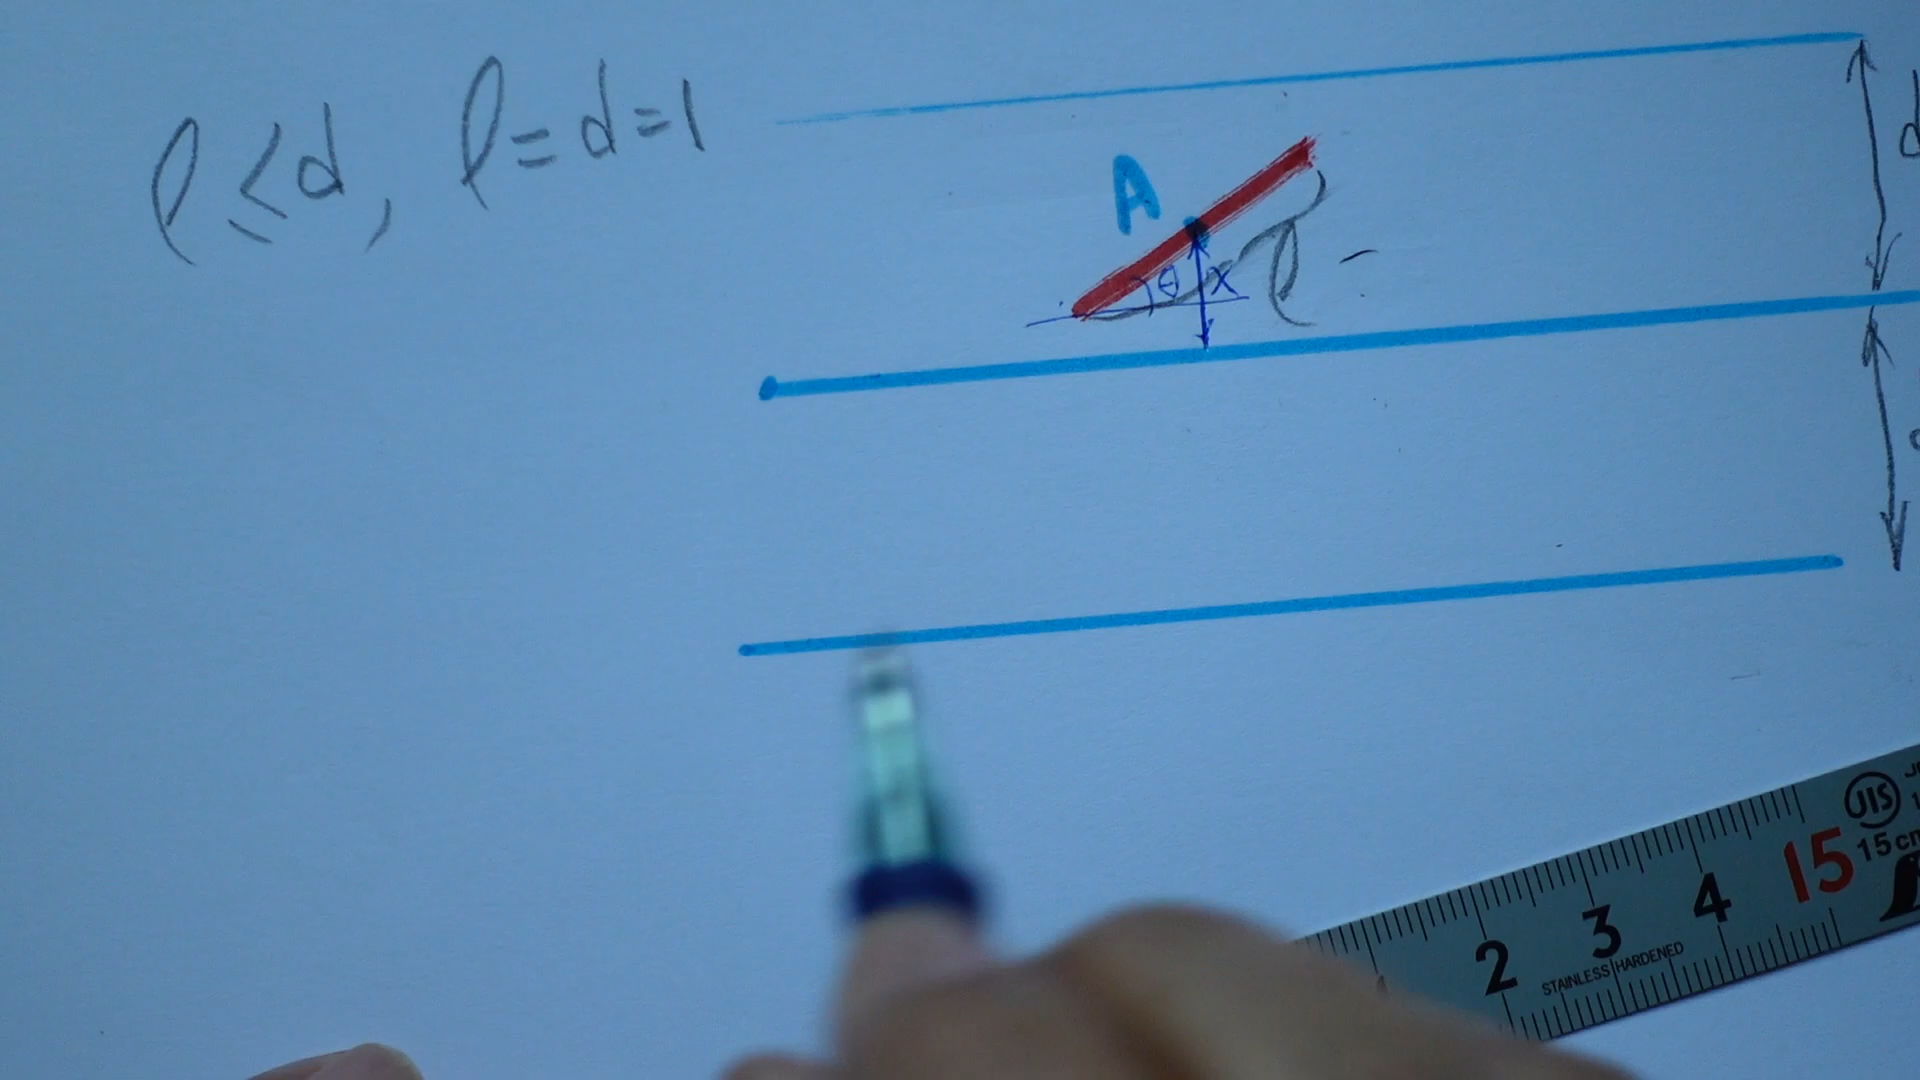 l ≤ d, l = d = 1
d
A
θ x l
JIS
2 3 4 15 15cm
STAINLESS HARDENED